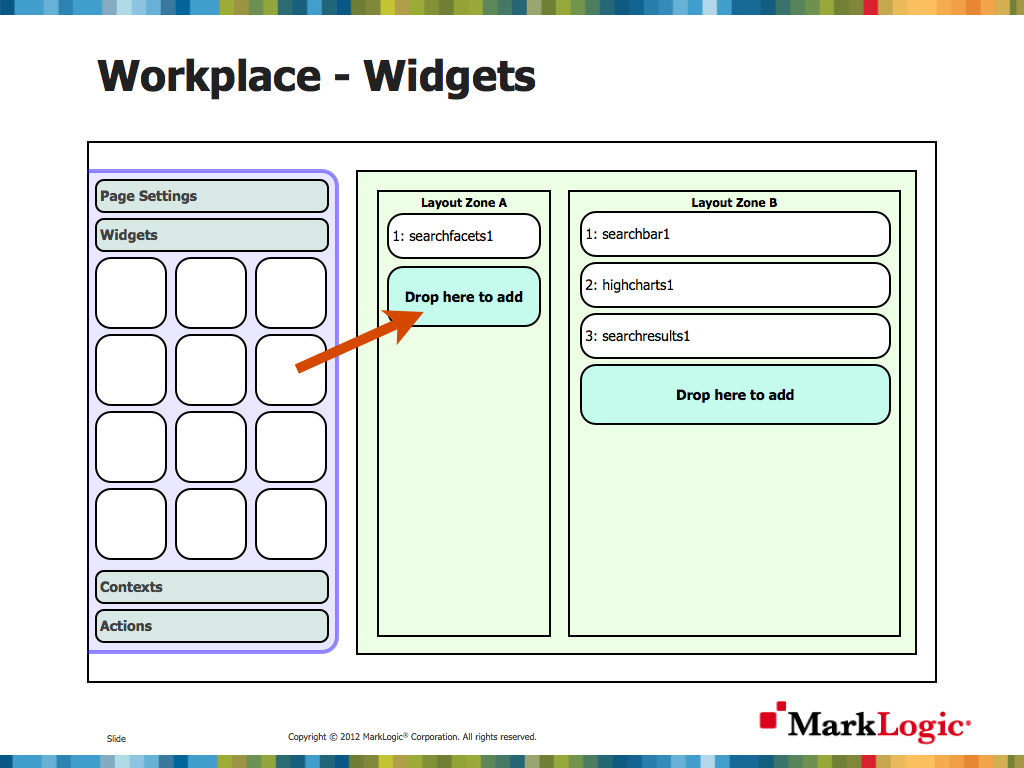 Workplace - Widgets
Page Settings
Widgets
Contexts
Actions
Layout Zone A
1: searchfacets1
Drop here to add
Layout Zone B
1: searchbar1
2: highcharts1
3: searchresults1
Drop here to add
Slide
Copyright © 2012 MarkLogic® Corporation. All rights reserved.
MarkLogic®